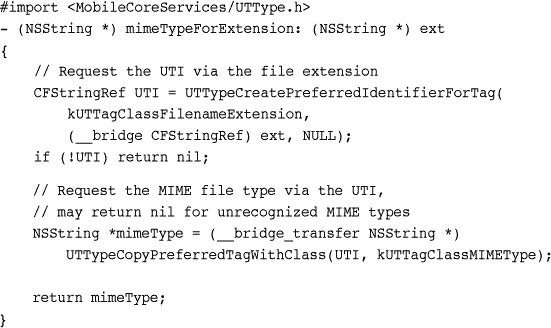 #import <MobileCoreServices/UTType.h>
- (NSString *) mimeTypeForExtension: (NSString *) ext
{
    // Request the UTI via the file extension
    CFStringRef UTI = UTTypeCreatePreferredIdentifierForTag(
        kUTTagClassFilenameExtension,
        (__bridge CFStringRef) ext, NULL);
    if (!UTI) return nil;

    // Request the MIME file type via the UTI,
    // may return nil for unrecognized MIME types
    NSString *mimeType = (__bridge_transfer NSString *)
        UTTypeCopyPreferredTagWithClass(UTI, kUTTagClassMIMEType);

    return mimeType;
}